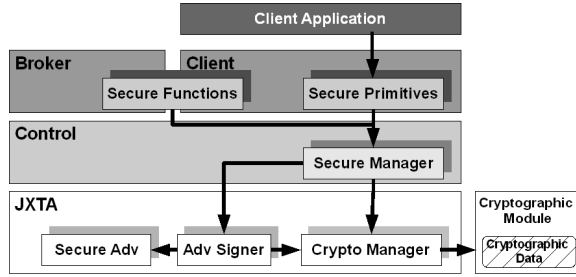 Client Application
Broker
Client
Secure Functions
Secure Primitives
Control
Secure Manager
JXTA
Cryptographic
Module
Secure Adv
Adv Signer
Crypto Manager
Cryptographic
Data